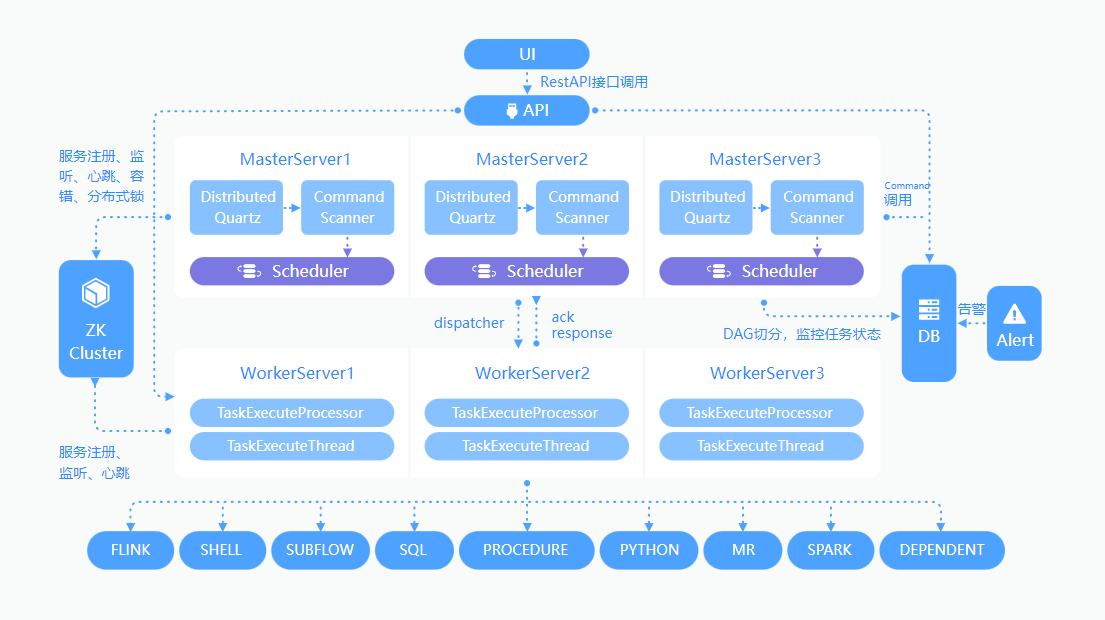 UI
RestAPI接口调用
API
服务注册、监
听、心跳、容
错、分布式锁
MasterServer1
MasterServer2
MasterServer3
Distributed
Quartz
Command
Scanner
Distributed
Quartz
Command
Scanner
Distributed
Quartz
Command
Scanner
Command
调用
Scheduler
Scheduler
Scheduler
ZK
Cluster
dispatcher
ack
response
DAG切分，监控任务状态
DB
告警
Alert
WorkerServer1
WorkerServer2
WorkerServer3
TaskExecuteProcessor
TaskExecuteProcessor
TaskExecuteProcessor
TaskExecuteThread
TaskExecuteThread
TaskExecuteThread
服务注册、
监听、心跳
FLINK
SHELL
SUBFLOW
SQL
PROCEDURE
PYTHON
MR
SPARK
DEPENDENT